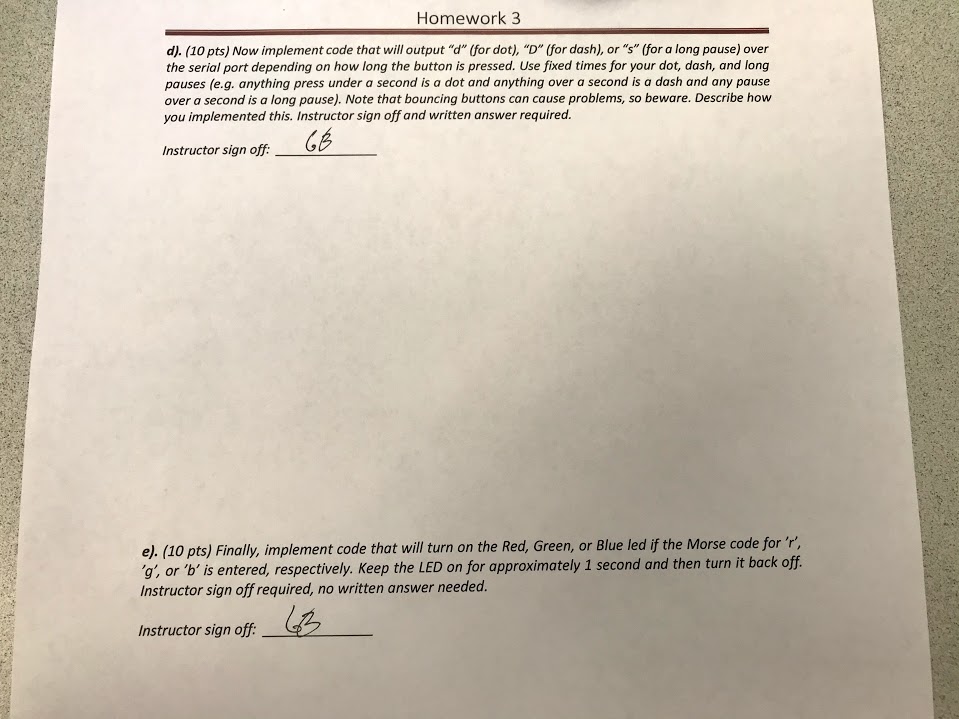 Homework 3
d). (10 pts) Now implement code that will output “d” (for dot), “D” (for dash), or “s” (for a long pause) over
the serial port depending on how long the button is pressed. Use fixed times for your dot, dash, and long
pauses (e.g. anything press under a second is a dot and anything over a second is a dash and any pause
over a second is a long pause). Note that bouncing buttons can cause problems, so beware. Describe how
you implemented this. Instructor sign off and written answer required.
Instructor sign off: GB
e). (10 pts) Finally, implement code that will turn on the Red, Green, or Blue led if the Morse code for ’r’,
’g’, or ’b’ is entered, respectively. Keep the LED on for approximately 1 second and then turn it back off.
Instructor sign off required, no written answer needed.
Instructor sign off: GB